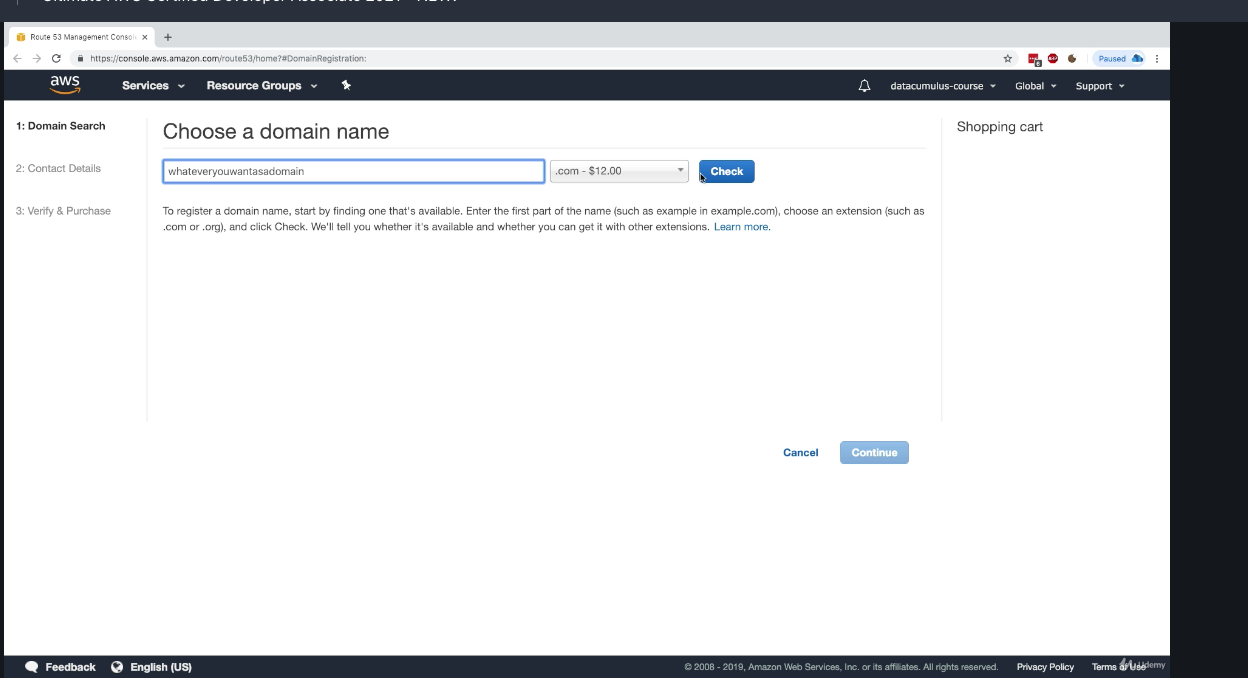 Route 53 Management Console
https://console.aws.amazon.com/route53/home?#DomainRegistration:
Paused
aws
Services
Resource Groups
datacumulus-course
Global
Support
1: Domain Search
2: Contact Details
3: Verify & Purchase
Choose a domain name
whateveryouwantasadomain
.com - $12.00
Check
To register a domain name, start by finding one that's available. Enter the first part of the name (such as example in example.com), choose an extension (such as
.com or .org), and click Check. We'll tell you whether it's available and whether you can get it with other extensions. Learn more.
Shopping cart
Cancel
Continue
Feedback
English (US)
© 2008 - 2019, Amazon Web Services, Inc. or its affiliates. All rights reserved.
Privacy Policy
Terms of Use
Udemy